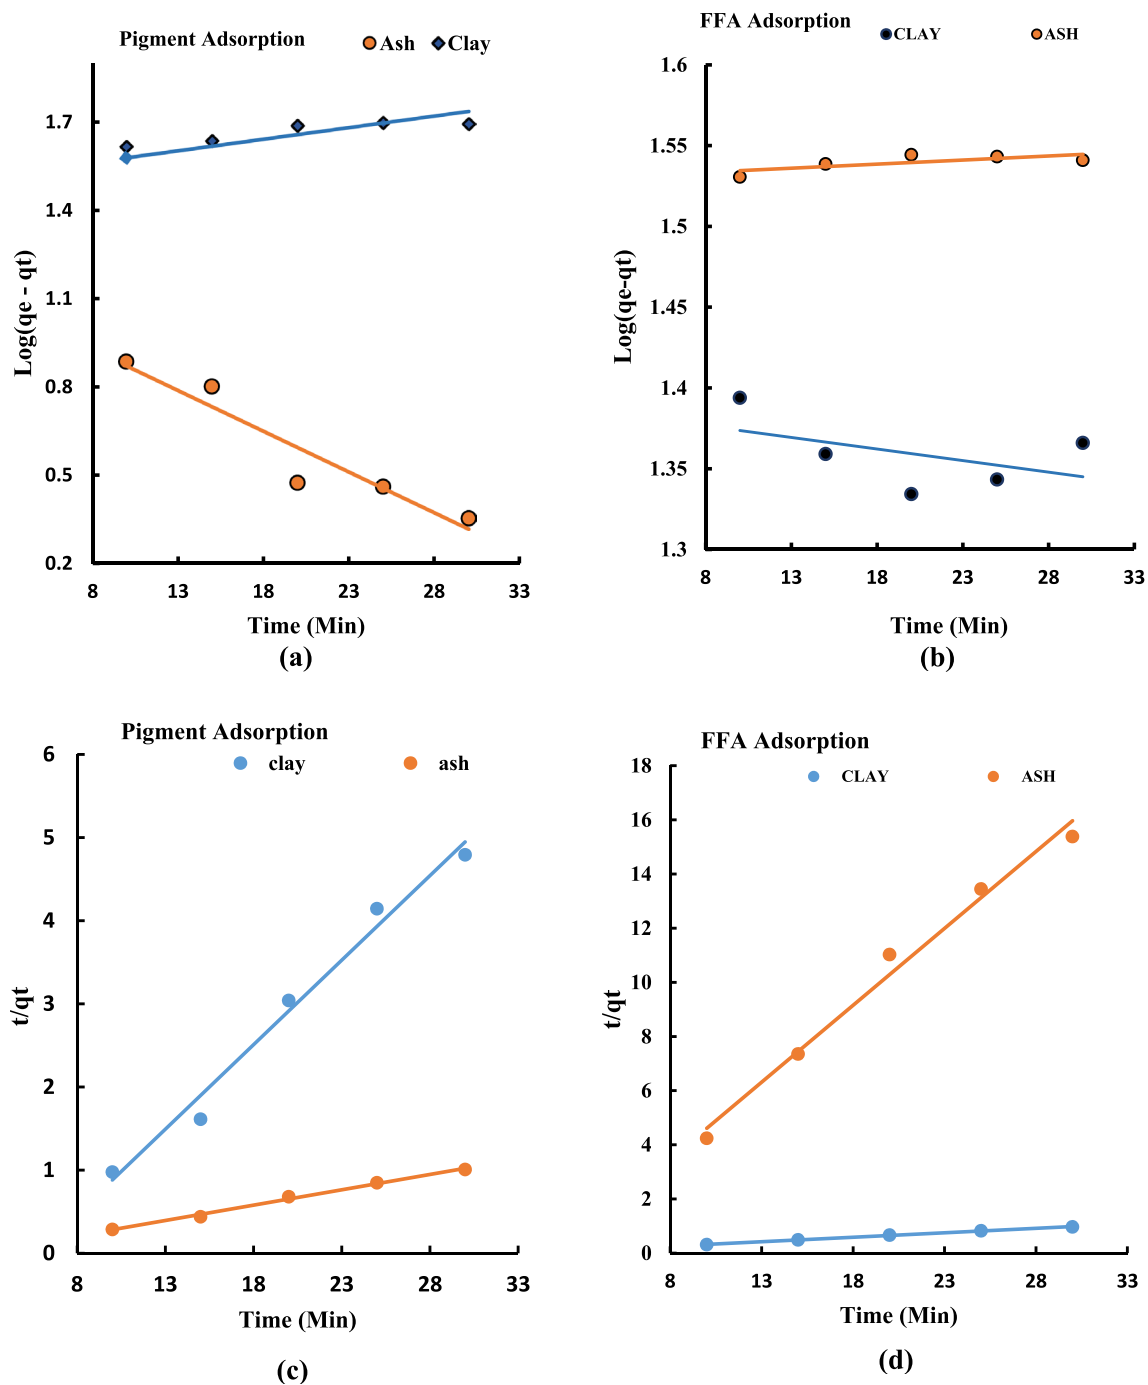 Pigment Adsorption
Ash Clay
1.7
1.4
1.1
0.8
0.5
0.2
Log(qe - qt)
8 13 18 23 28 33
Time (Min)
(a)
FFA Adsorption
CLAY ASH
1.6
1.55
1.5
1.45
1.4
1.35
1.3
Log(qe-qt)
8 13 18 23 28 33
Time (Min)
(b)
Pigment Adsorption
clay ash
6
5
4
3
2
1
0
t/qt
8 13 18 23 28 33
Time (Min)
(c)
FFA Adsorption
CLAY ASH
18
16
14
12
10
8
6
4
2
0
t/qt
8 13 18 23 28 33
Time (Min)
(d)